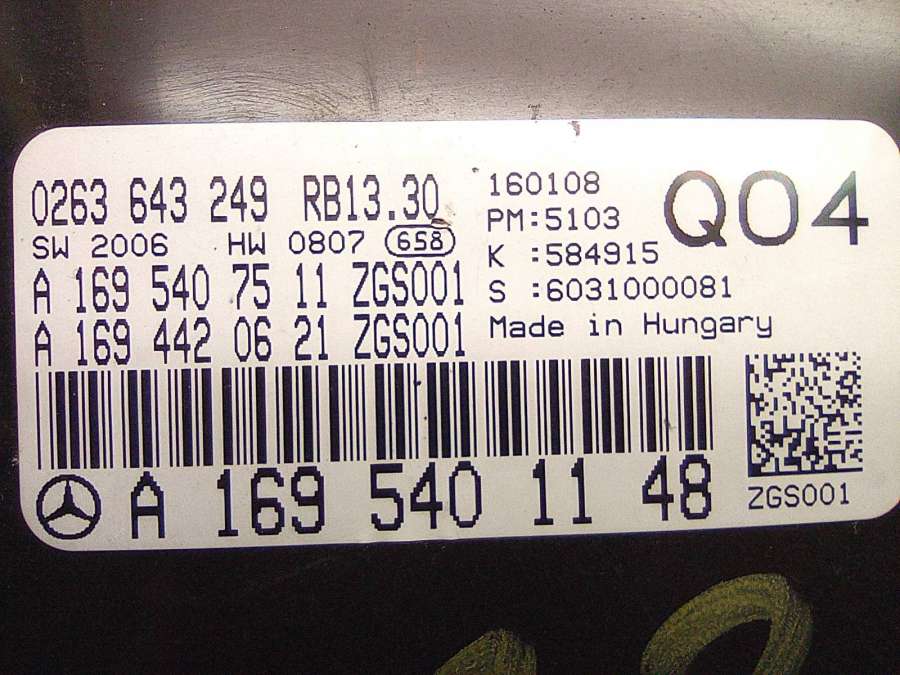 0263 643 249 RB13.30
SW 2006 HW 0807 658
A 169 540 75 11 ZGS001
A 169 442 06 21 ZGS001
160108
PM:5103
K :584915
S :6031000081
Made in Hungary
Q04
A 169 540 11 48
ZGS001